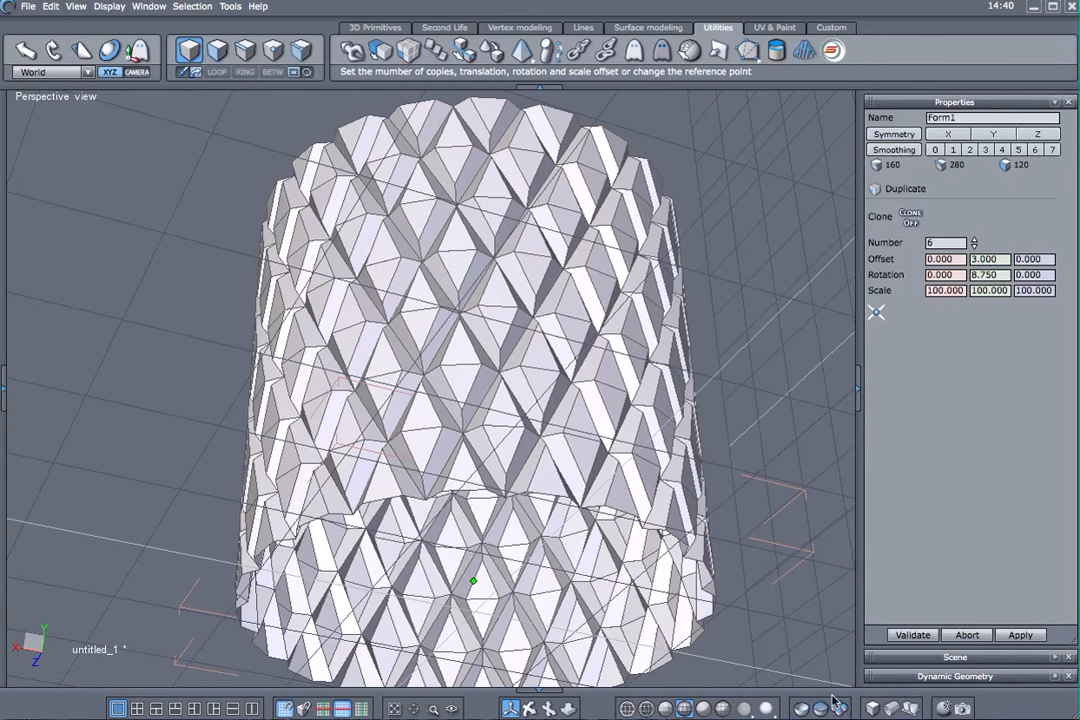 File Edit View Display Window Selection Tools Help 14:40
3D Primitives Second Life Vertex modeling Lines Surface modeling Utilities UV & Paint Custom
World XYZ CAMERA LOOP RING BETW
Set the mumber of copies, translation, rotation and scale offset or change the reference point
Perspective view
Properties
Name Form1
Symmetry X Y Z
Smoothing 0 1 2 3 4 5 6 7
160 280 120
Duplicate
Clone CLONE OFF
Number 6
Offset 0.000 3.000 0.000
Rotation 0.000 8.750 0.000
Scale 100.000 100.000 100.000
Validate Abort Apply
Scene
Dynamic Geometry
Y
X
Z
untitled_1 *